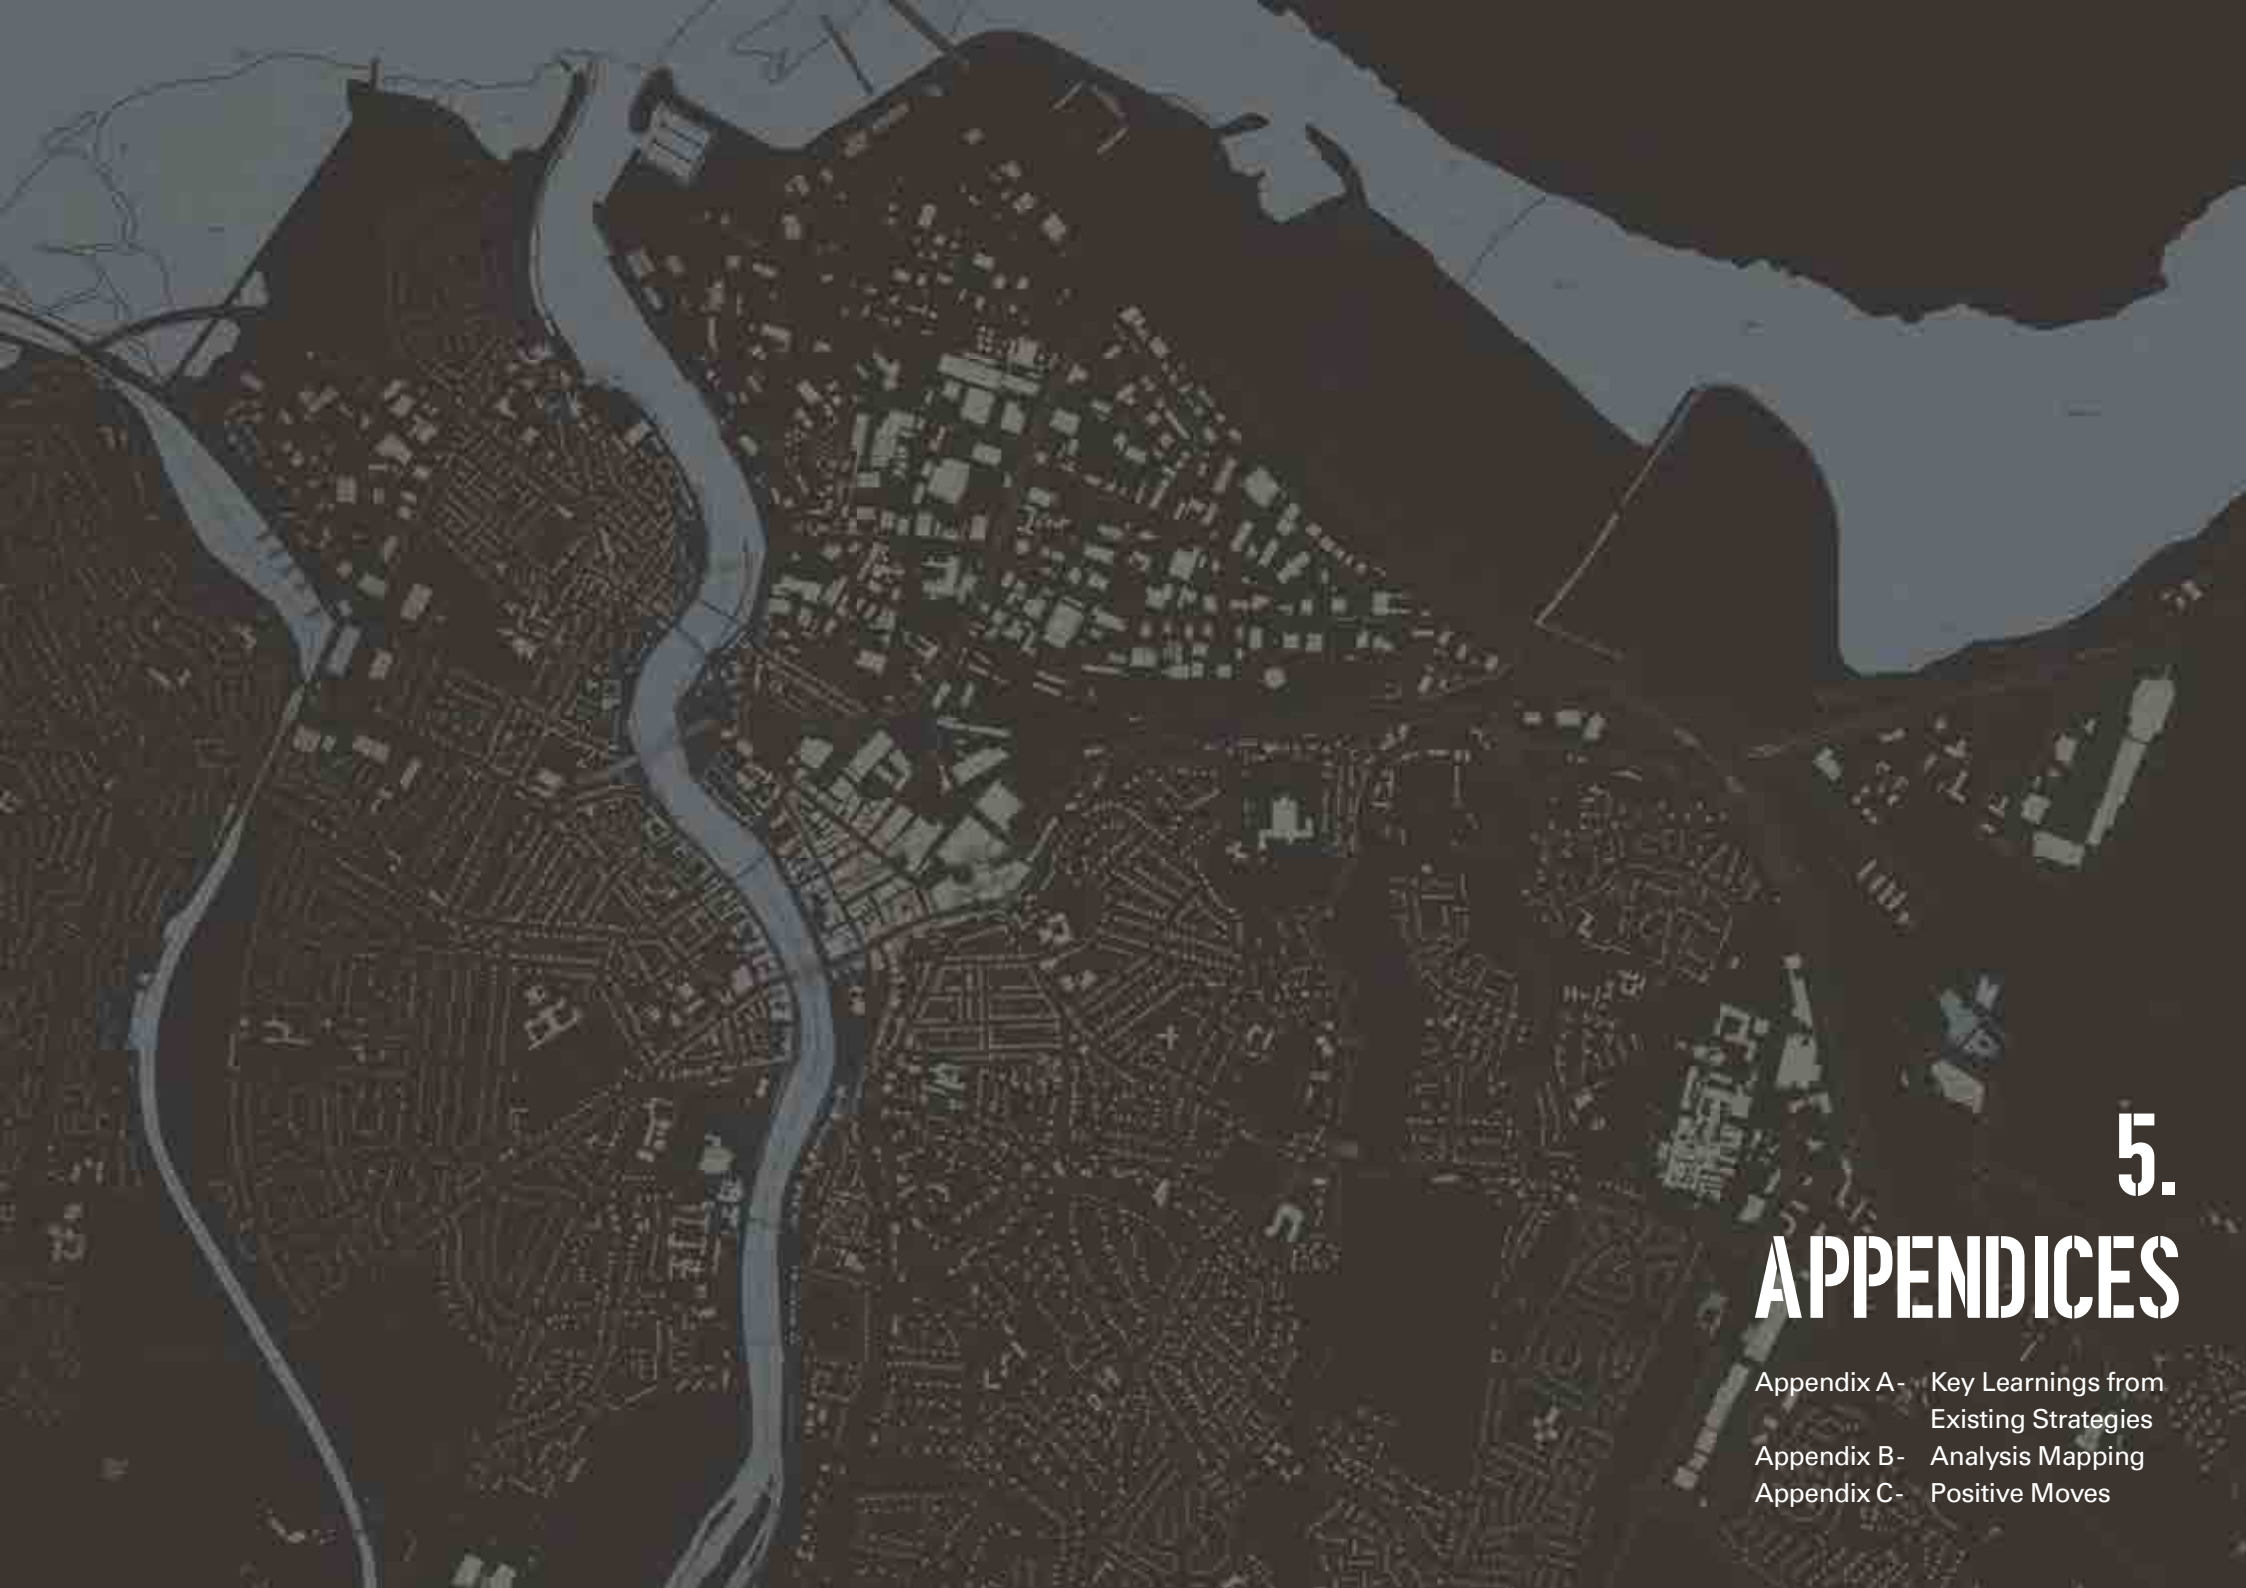 5.
APPENDICES
Appendix A- Key Learnings from
Existing Strategies
Appendix B- Analysis Mapping
Appendix C- Positive Moves